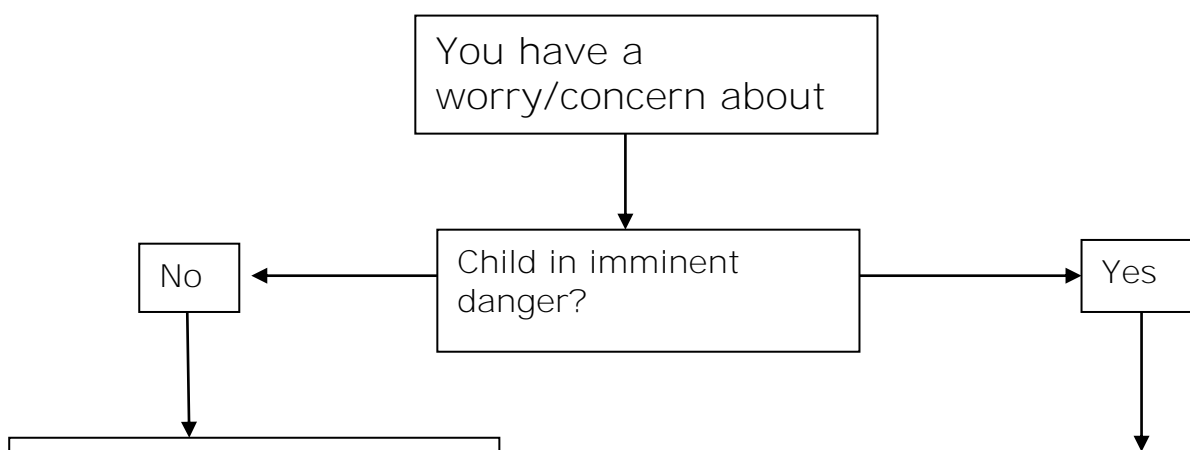 You have a
worry/concern about
No
Child in imminent
danger?
Yes